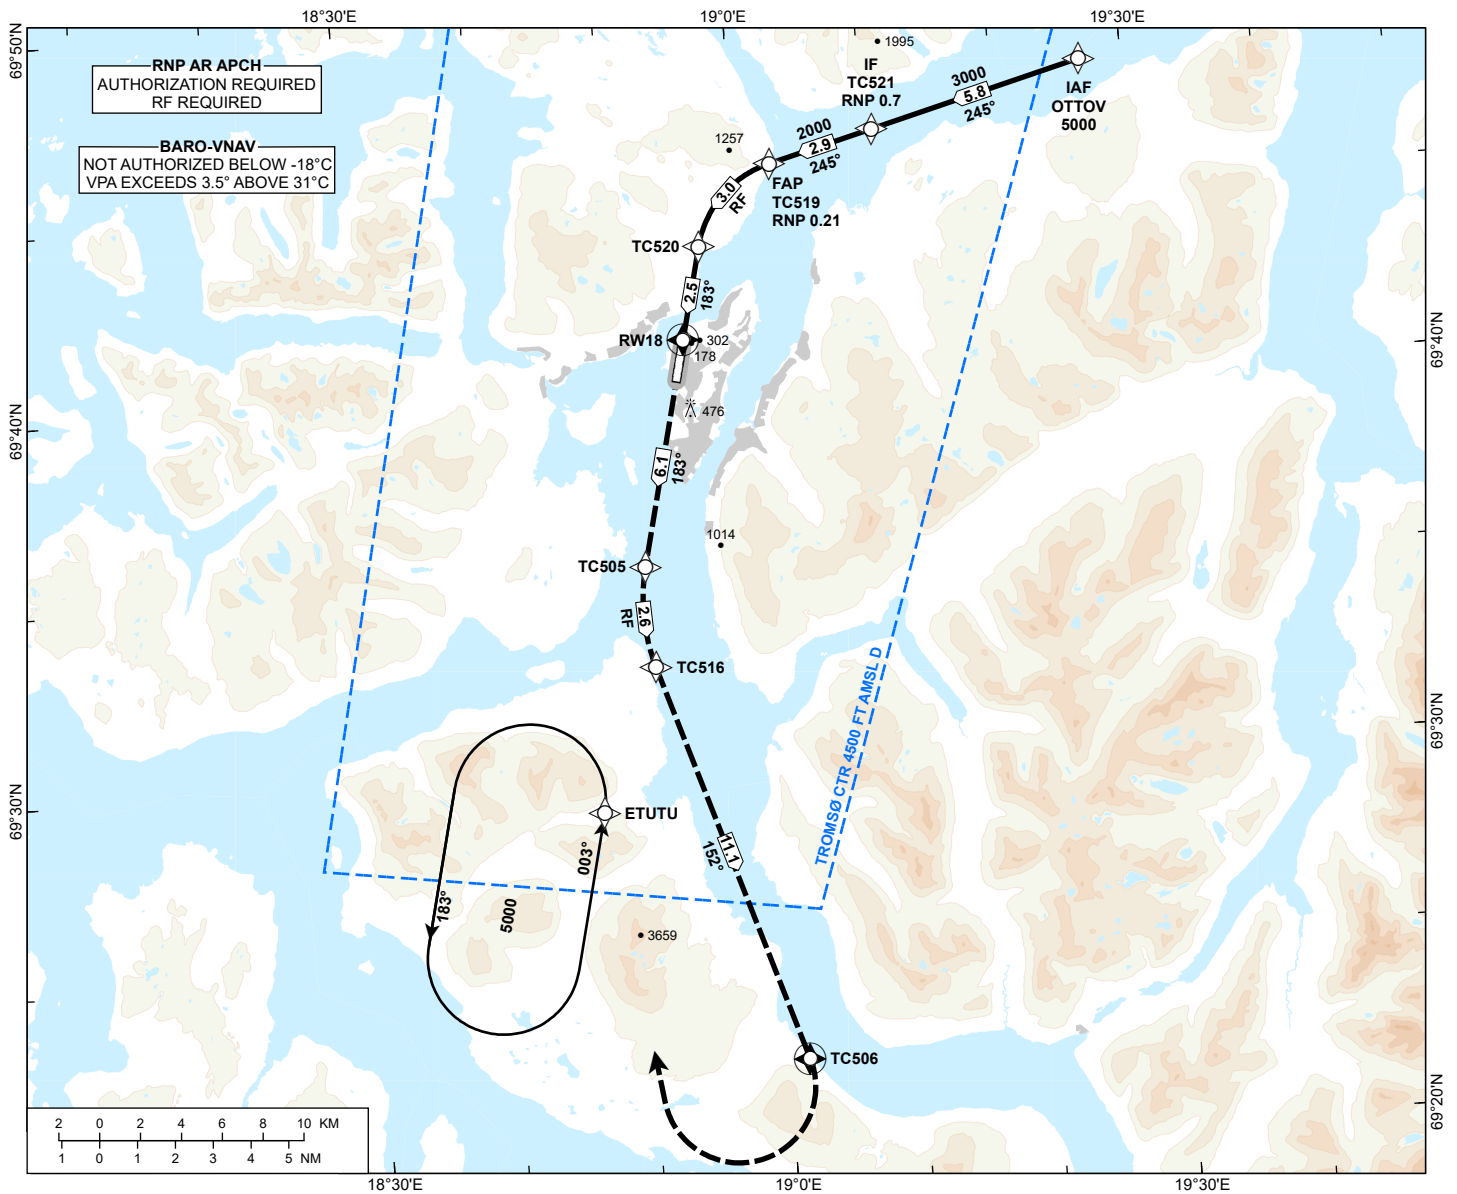 18°30'E
19°0'E
19°30'E
69°50'N
69°50'N
RNP AR APCH
AUTHORIZATION REQUIRED
RF REQUIRED
BARO-VNAV
NOT AUTHORIZED BELOW -18°C
VPA EXCEEDS 3.5° ABOVE 31°C
1995
IF
TC521
RNP 0.7
3000
5.8
245°
IAF
OTTOV
5000
1257
2000
2.9
245°
FAP
TC519
RNP 0.21
3.0
RF
TC520
2.5
183°
RW18
302
178
69°40'N
69°40'N
476
6.1
183°
1014
TC505
2.6
RF
TC516
TROMSØ CTR 4500 FT AMSL D
69°30'N
69°30'N
ETUTU
003°
183°
5000
11.1
152°
3659
TC506
69°20'N
2 0 2 4 6 8 10 KM
1 0 1 2 3 4 5 NM
18°30'E
19°0'E
19°30'E